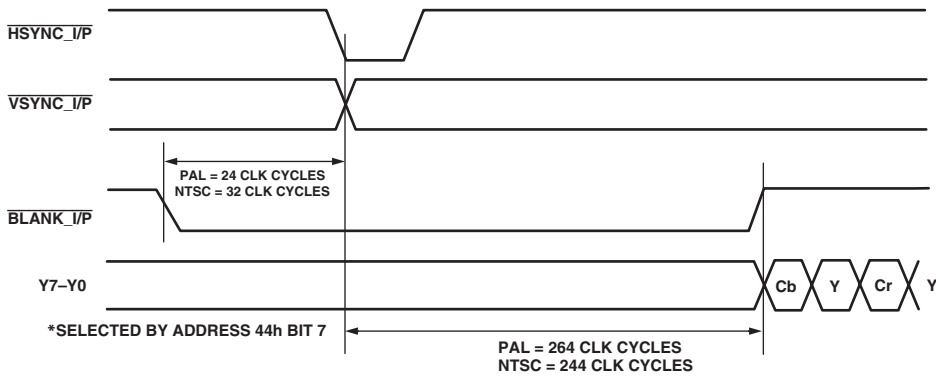 HSYNC_I/P
VSYNC_I/P
PAL = 24 CLK CYCLES
NTSC = 32 CLK CYCLES
BLANK_I/P
Y7–Y0
Cb Y Cr Y
*SELECTED BY ADDRESS 44h BIT 7
PAL = 264 CLK CYCLES
NTSC = 244 CLK CYCLES